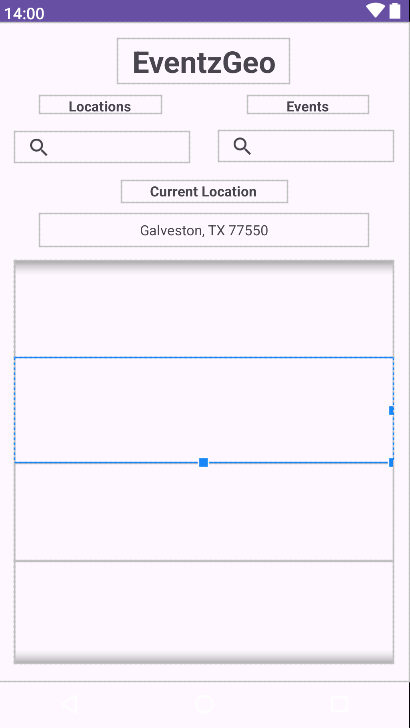 14:00
EventzGeo
Locations
Events
Current Location
Galveston, TX 77550